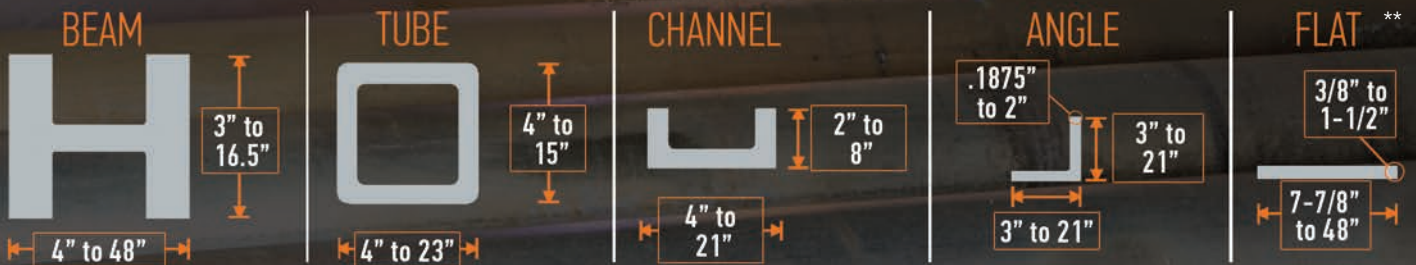 BEAM
3” to
16.5”
4” to 48”
TUBE
4” to
15”
4” to 23”
CHANNEL
2” to
8”
4” to
21”
ANGLE
.1875”
to 2”
3” to
21”
3” to 21”
FLAT **
3/8” to
1-1/2”
7-7/8”
to 48”